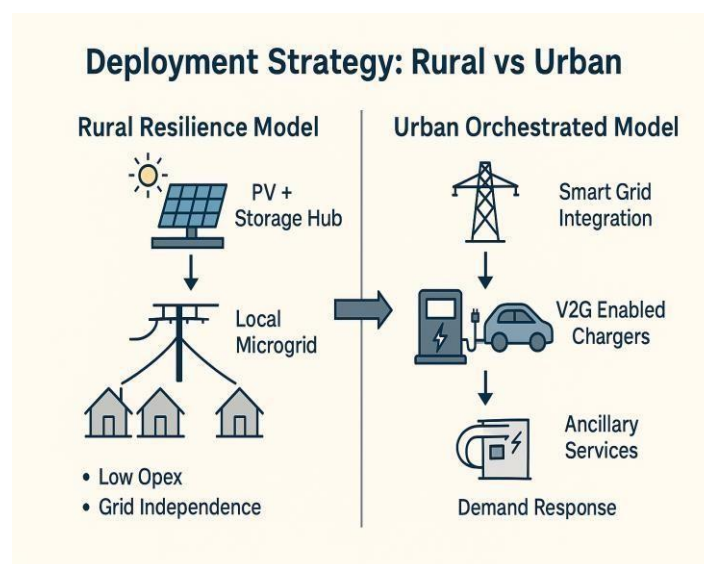 Deployment Strategy: Rural vs Urban
Rural Resilience Model
PV +
Storage Hub
Local
Microgrid
• Low Opex
• Grid Independence
Urban Orchestrated Model
Smart Grid
Integration
V2G Enabled
Chargers
Ancillary
Services
Demand Response